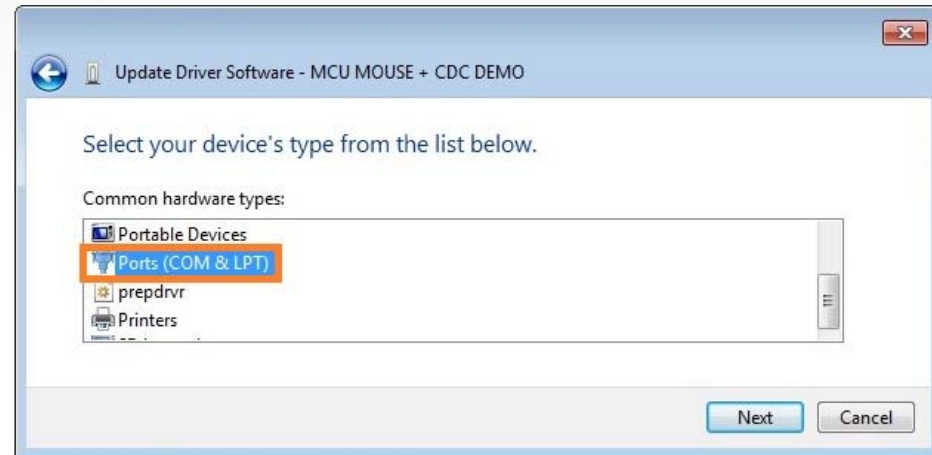 Update Driver Software - MCU MOUSE + CDC DEMO
Select your device's type from the list below.
Common hardware types:
Portable Devices
Ports (COM & LPT)
prepdrvr
Printers
Next Cancel